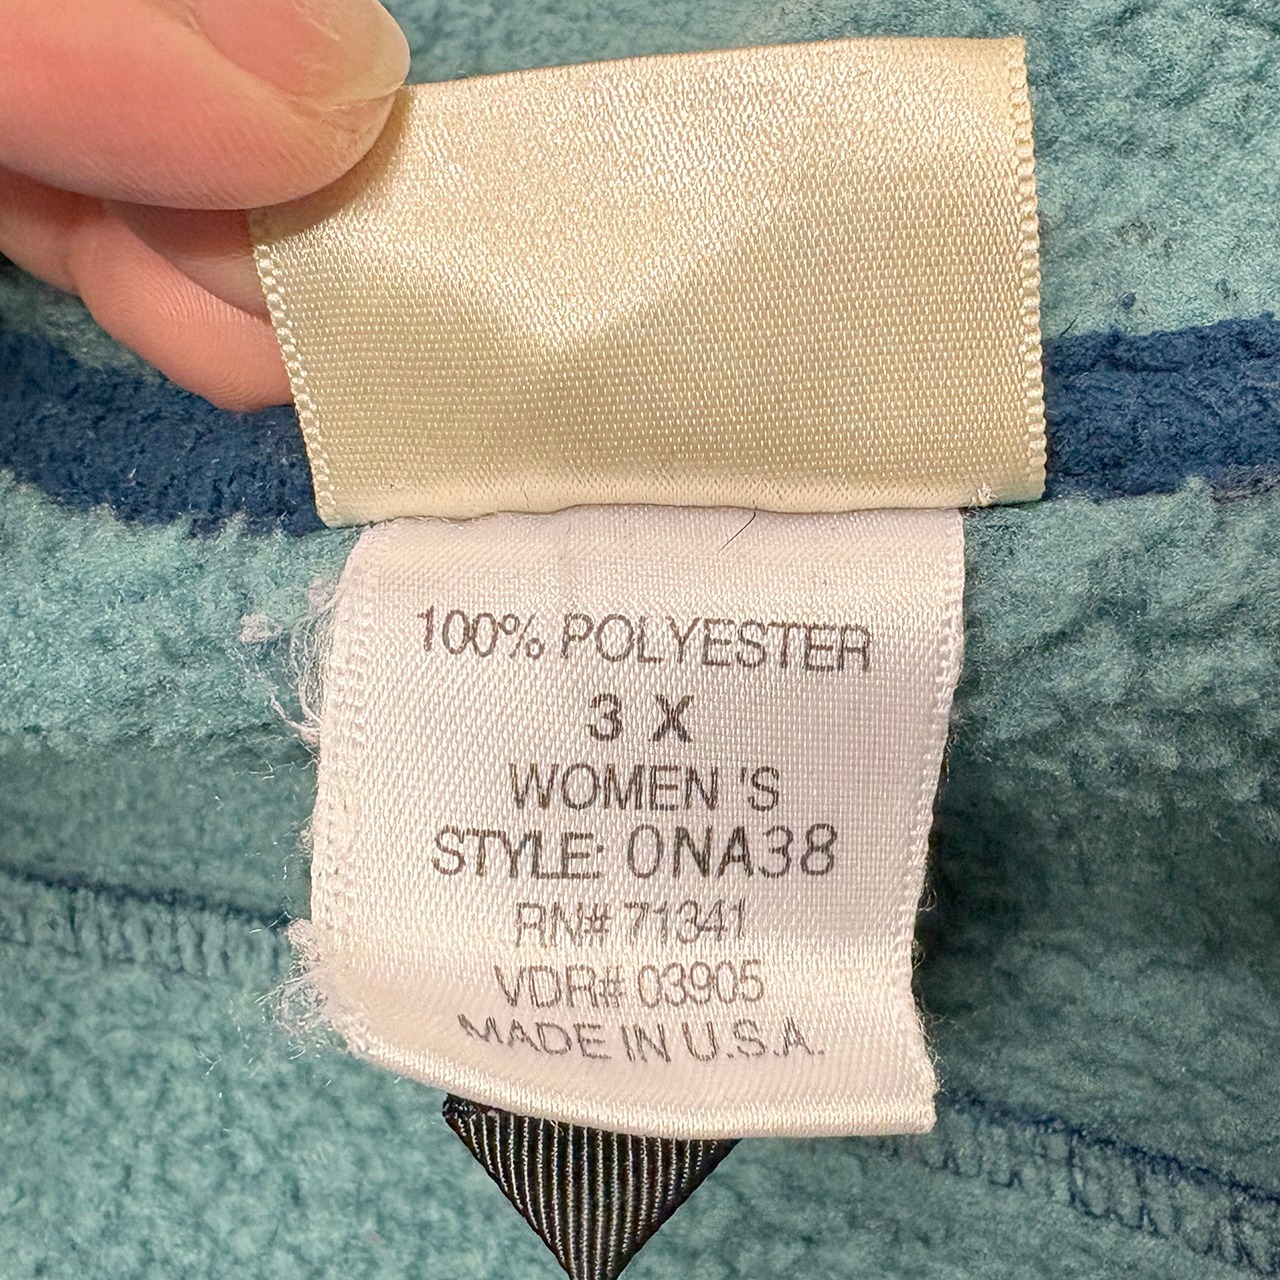 100% POLYESTER
3 X
WOMEN 'S
STYLE: 0NA38
RN# 71341
VDR# 03905
MADE IN U.S.A.